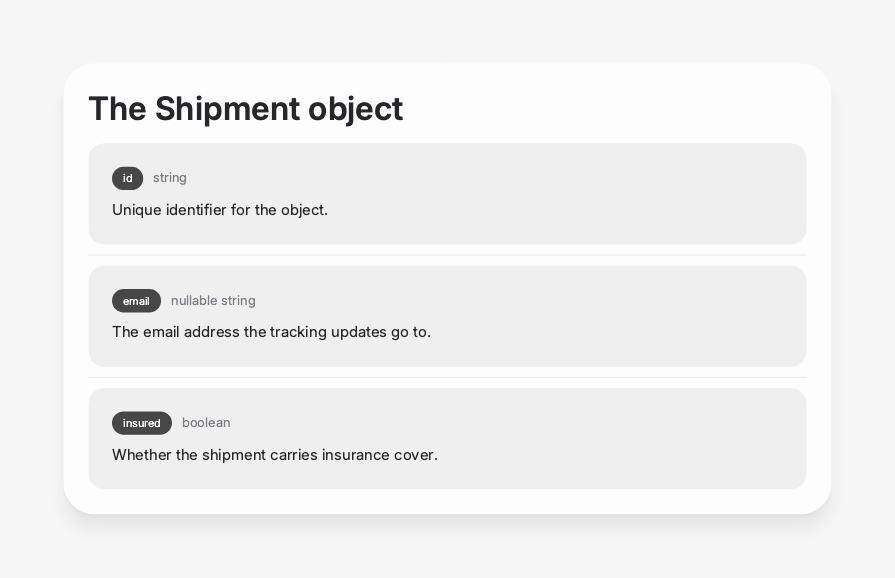 The Shipment object
id string
Unique identifier for the object.
email nullable string
The email address the tracking updates go to.
insured boolean
Whether the shipment carries insurance cover.